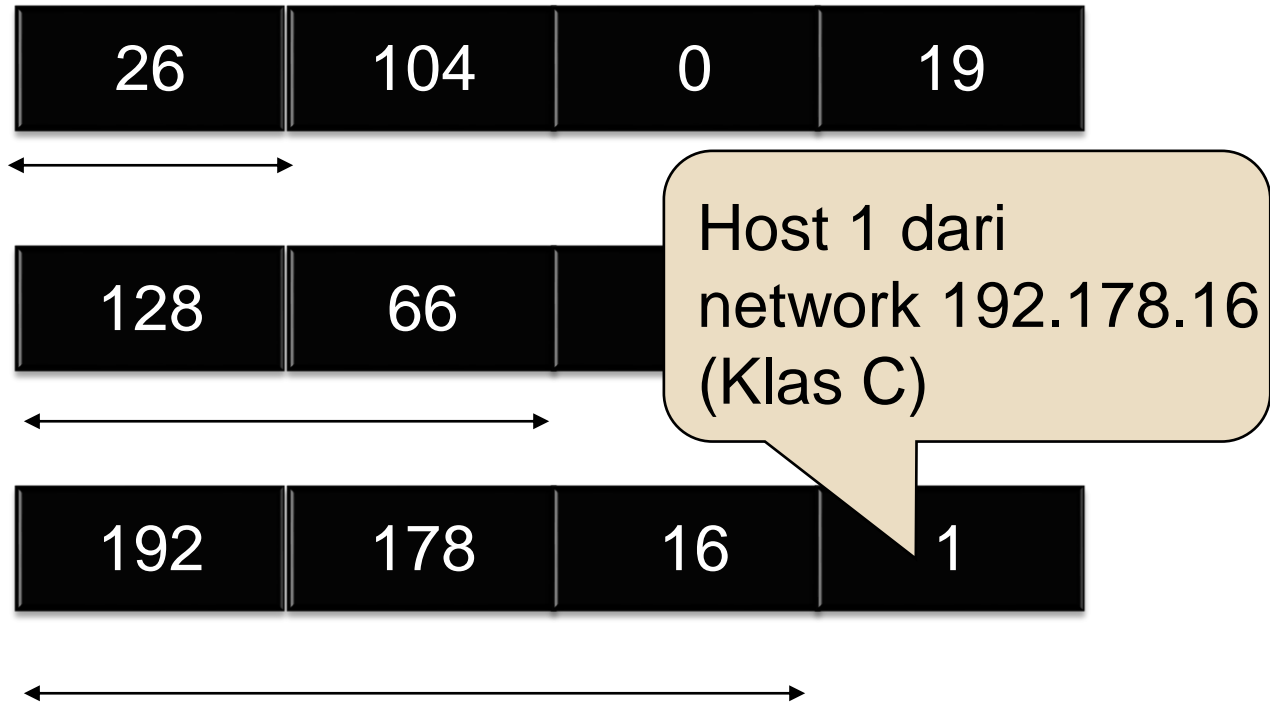 26 104 0 19
128 66
Host 1 dari
network 192.178.16
(Klas C)
192 178 16 1